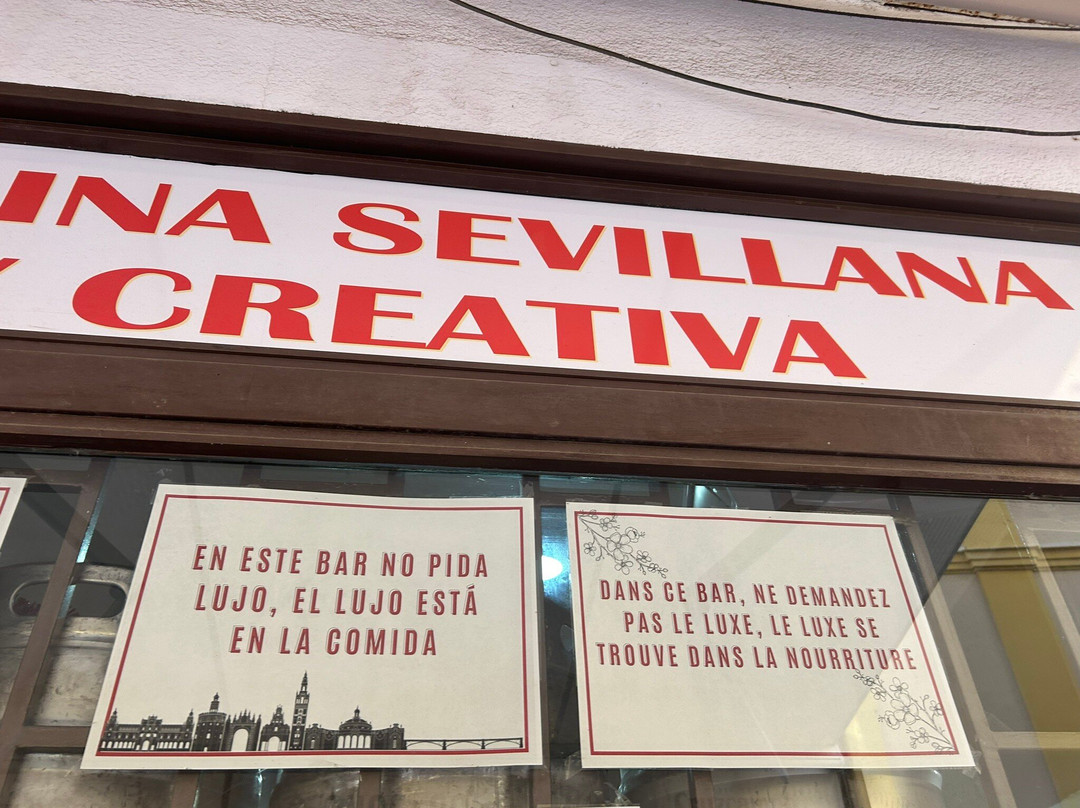 INA SEVILLANA
Y CREATIVA
EN ESTE BAR NO PIDA
LUJO, EL LUJO ESTÁ
EN LA COMIDA
DANS CE BAR, NE DEMANDEZ
PAS LE LUXE, LE LUXE SE
TROUVE DANS LA NOURRITURE